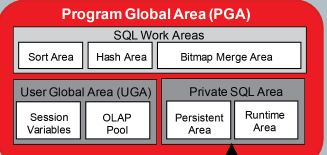 Program Global Area (PGA)
SQL Work Areas
Sort Area
Hash Area
Bitmap Merge Area
User Global Area (UGA)
Session
Variables
OLAP
Pool
Private SQL Area
Persistent
Area
Runtime
Area